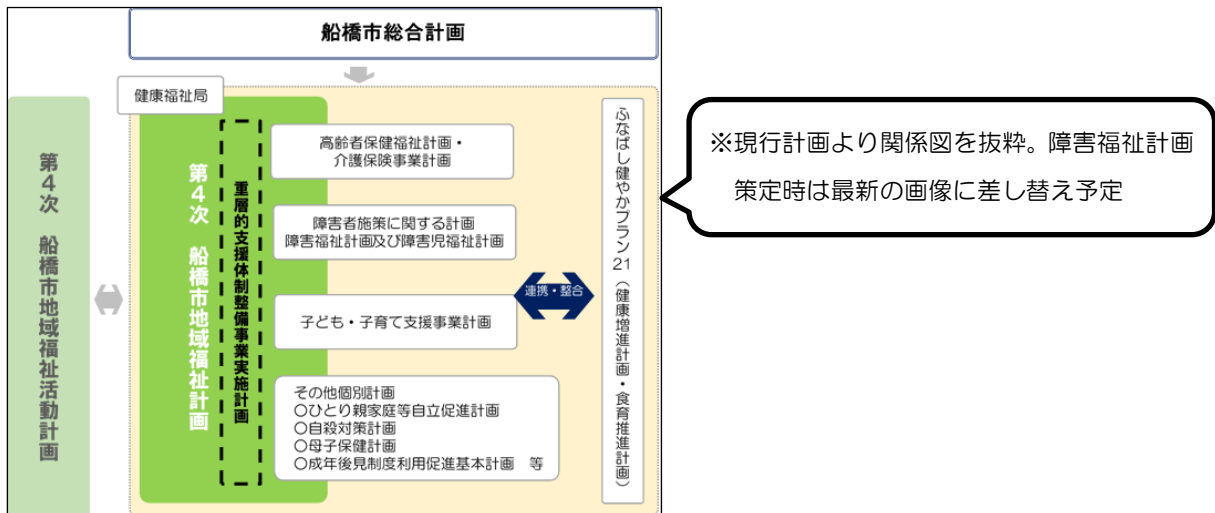 船橋市総合計画
健康福祉局
第4次　船橋市地域福祉活動計画
第4次　船橋市地域福祉計画
重層的支援体制整備事業実施計画
高齢者保健福祉計画・
介護保険事業計画
障害者施策に関する計画
障害福祉計画及び障害児福祉計画
子ども・子育て支援事業計画
その他個別計画
〇ひとり親家庭等自立促進計画
〇自殺対策計画
〇母子保健計画
〇成年後見制度利用促進基本計画　等
連携・整合
ふなばし健やかプラン21（健康増進計画・食育推進計画）
※現行計画より関係図を抜粋。障害福祉計画
策定時は最新の画像に差し替え予定